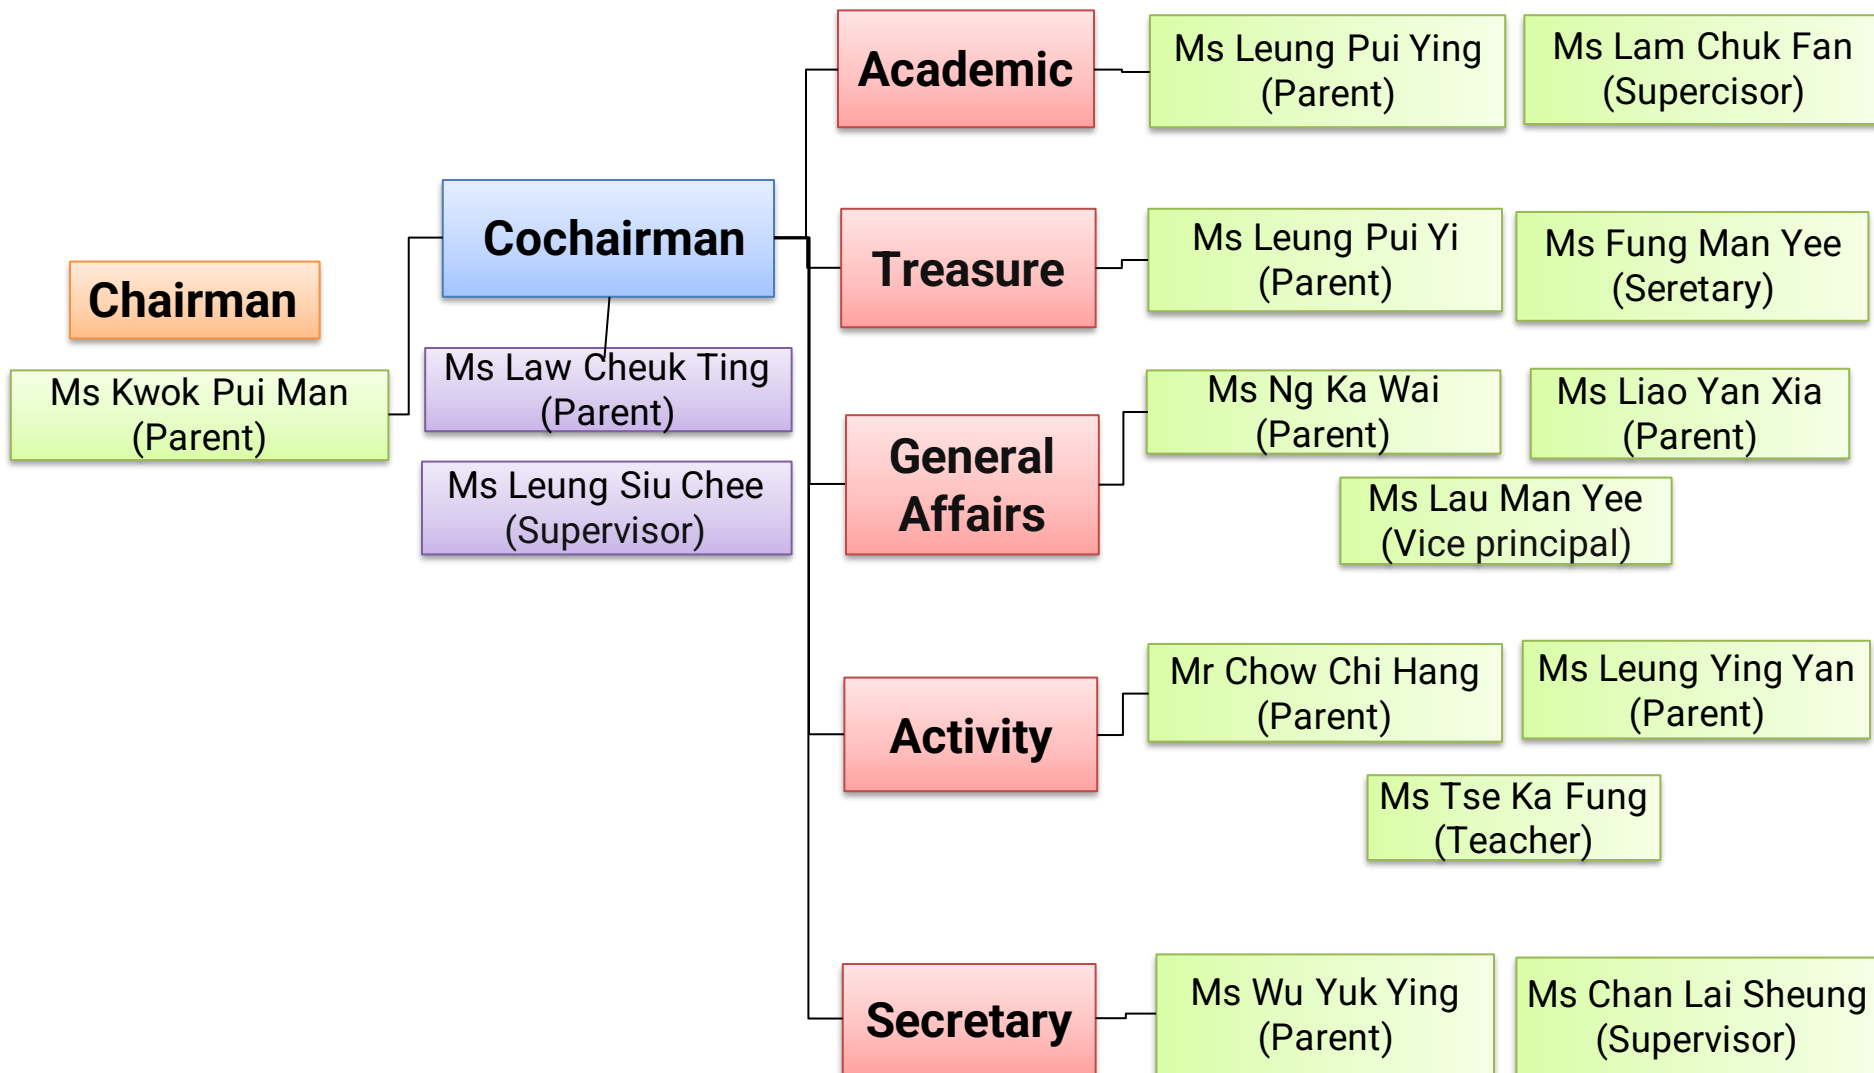 Chairman
Ms Kwok Pui Man
(Parent)
Cochairman
Ms Law Cheuk Ting
(Parent)
Ms Leung Siu Chee
(Supervisor)
Academic
Ms Leung Pui Ying
(Parent)
Ms Lam Chuk Fan
(Supercisor)
Treasure
Ms Leung Pui Yi
(Parent)
Ms Fung Man Yee
(Seretary)
General
Affairs
Ms Ng Ka Wai
(Parent)
Ms Liao Yan Xia
(Parent)
Ms Lau Man Yee
(Vice principal)
Activity
Mr Chow Chi Hang
(Parent)
Ms Leung Ying Yan
(Parent)
Ms Tse Ka Fung
(Teacher)
Secretary
Ms Wu Yuk Ying
(Parent)
Ms Chan Lai Sheung
(Supervisor)